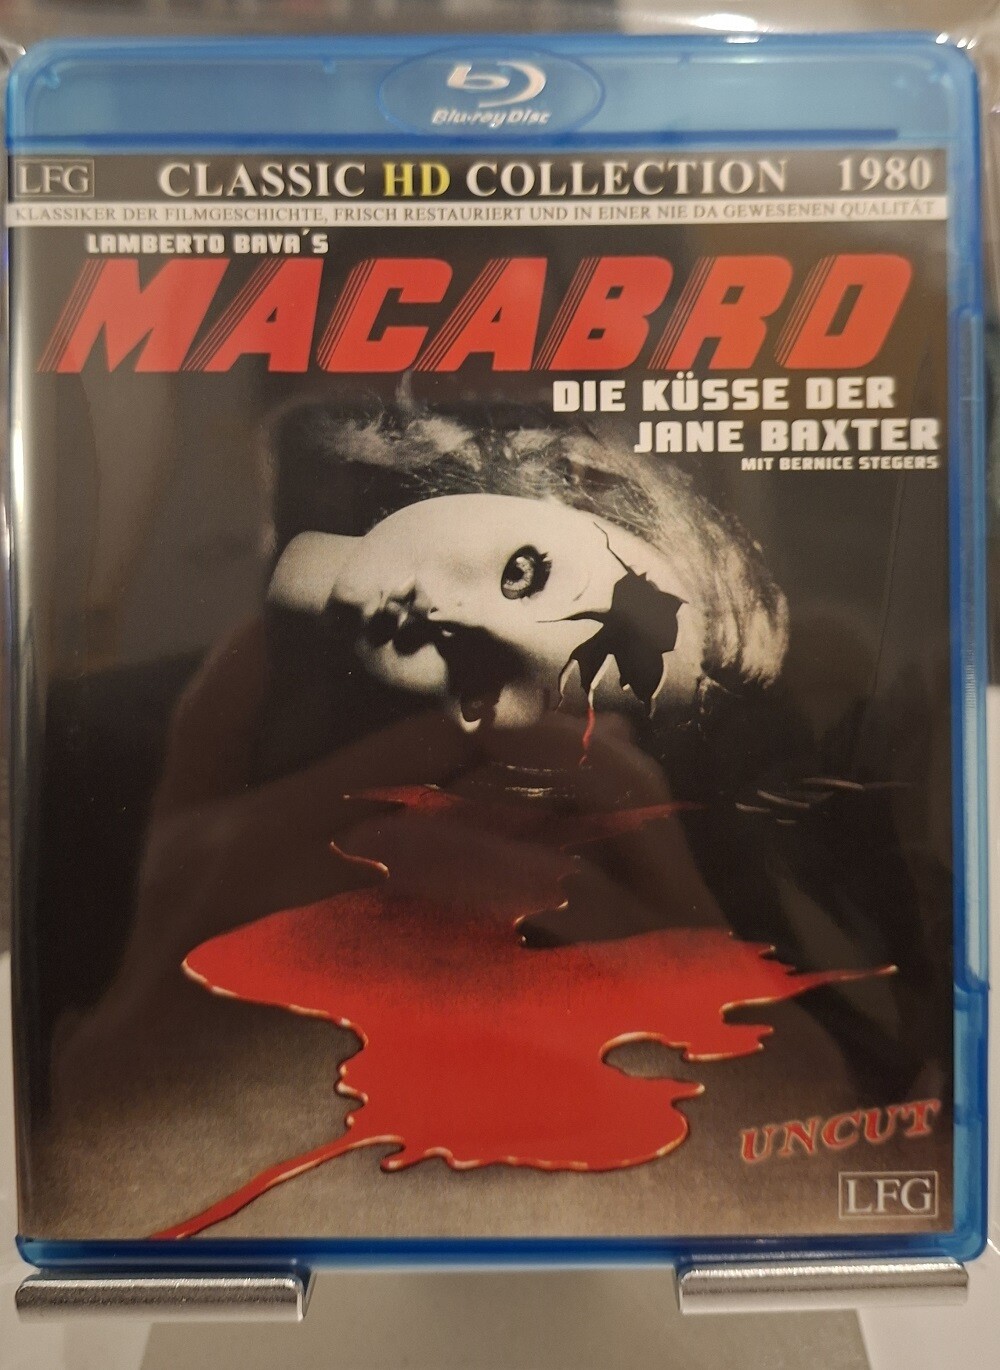 Blu-ray Disc
LFG CLASSIC HD COLLECTION 1980
KLASSIKER DER FILMGESCHICHTE, FRISCH RESTAURIERT UND IN EINER NIE DA GEWESENEN QUALITÄT
LAMBERTO BAVA´S
MACABRO
DIE KÜSSE DER
JANE BAXTER
MIT BERNICE STEGERS
UNCUT
LFG